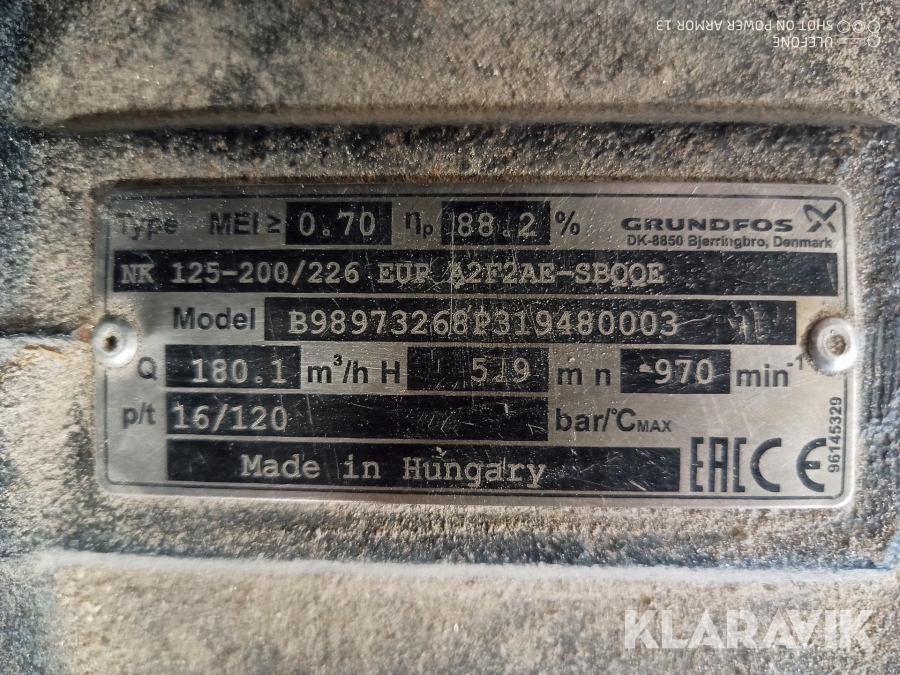 SHOT ON POWER ARMOR 13
ULEFONE
Type MEI ≥ 0.70 ηp 88.2 % GRUNDFOS
DK-8850 Bjerringbro, Denmark
NK 125-200/226 EUP A2F2AE-SBQQE
Model B98973268P319480003
Q 180.1 m³/h H 5.9 m n 970 min⁻¹
p/t 16/120 bar/°CMAX
96145329
Made in Hungary EAC CE
KLARAVIK